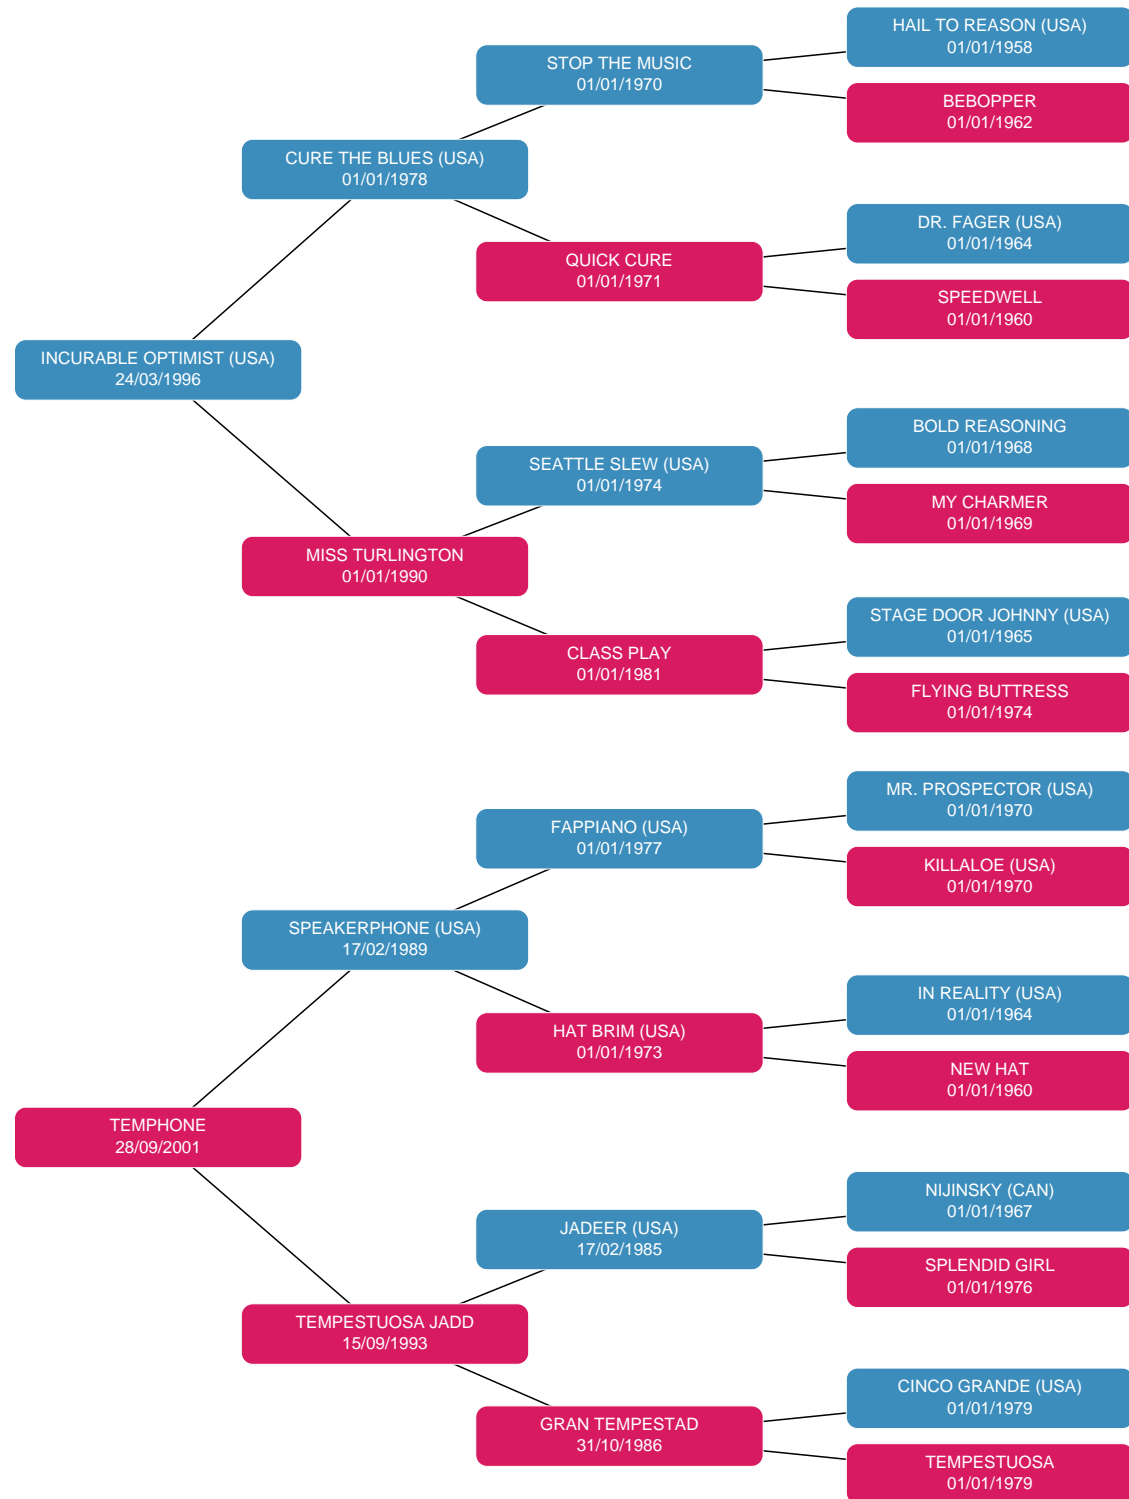 HAIL TO REASON (USA)
01/01/1958
STOP THE MUSIC
01/01/1970
BEBOPPER
01/01/1962
CURE THE BLUES (USA)
01/01/1978
DR. FAGER (USA)
01/01/1964
QUICK CURE
01/01/1971
SPEEDWELL
01/01/1960
INCURABLE OPTIMIST (USA)
24/03/1996
BOLD REASONING
01/01/1968
SEATTLE SLEW (USA)
01/01/1974
MY CHARMER
01/01/1969
MISS TURLINGTON
01/01/1990
STAGE DOOR JOHNNY (USA)
01/01/1965
CLASS PLAY
01/01/1981
FLYING BUTTRESS
01/01/1974
MR. PROSPECTOR (USA)
01/01/1970
FAPPIANO (USA)
01/01/1977
KILLALOE (USA)
01/01/1970
SPEAKERPHONE (USA)
17/02/1989
IN REALITY (USA)
01/01/1964
HAT BRIM (USA)
01/01/1973
NEW HAT
01/01/1960
TEMPHONE
28/09/2001
NIJINSKY (CAN)
01/01/1967
JADEER (USA)
17/02/1985
SPLENDID GIRL
01/01/1976
TEMPESTUOSA JADD
15/09/1993
CINCO GRANDE (USA)
01/01/1979
GRAN TEMPESTAD
31/10/1986
TEMPESTUOSA
01/01/1979